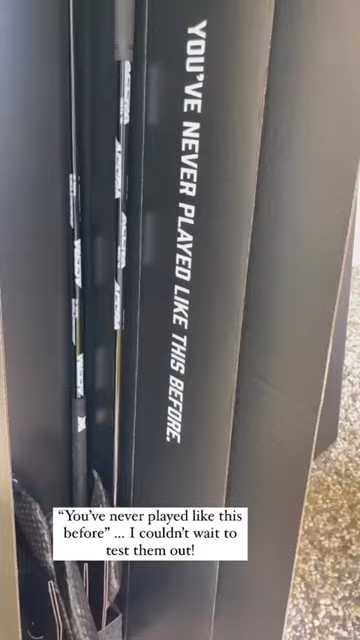 YOU'VE NEVER PLAYED LIKE THIS BEFORE.
"You've never played like this
before" ... I couldn't wait to
test them out!